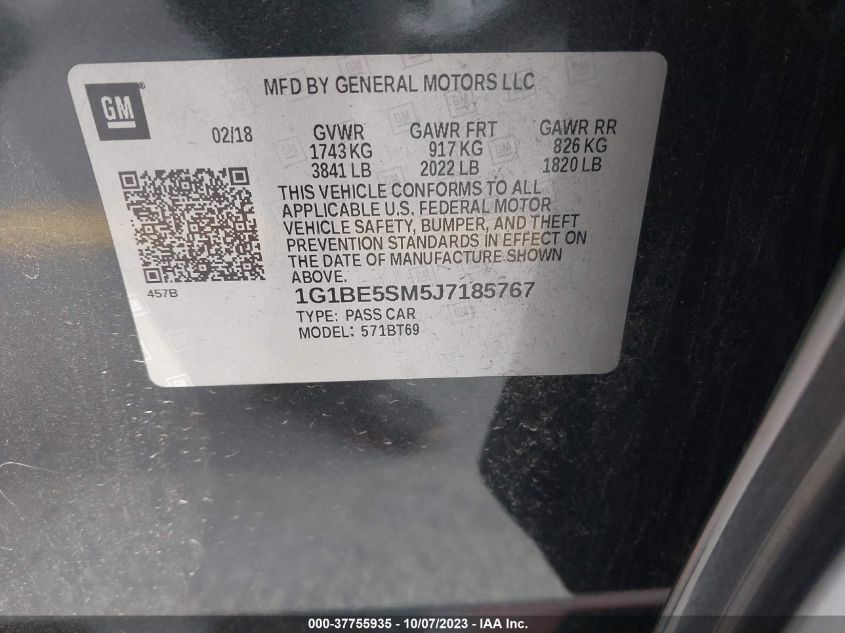 MFD BY GENERAL MOTORS LLC
GM
02/18 GVWR GAWR FRT GAWR RR
1743 KG 917 KG 826 KG
3841 LB 2022 LB 1820 LB
THIS VEHICLE CONFORMS TO ALL
APPLICABLE U.S. FEDERAL MOTOR
VEHICLE SAFETY, BUMPER, AND THEFT
PREVENTION STANDARDS IN EFFECT ON
THE DATE OF MANUFACTURE SHOWN
ABOVE.
457B
1G1BE5SM5J7185767
TYPE: PASS CAR
MODEL: 571BT69
000-37755935 - 10/07/2023 - IAA Inc.